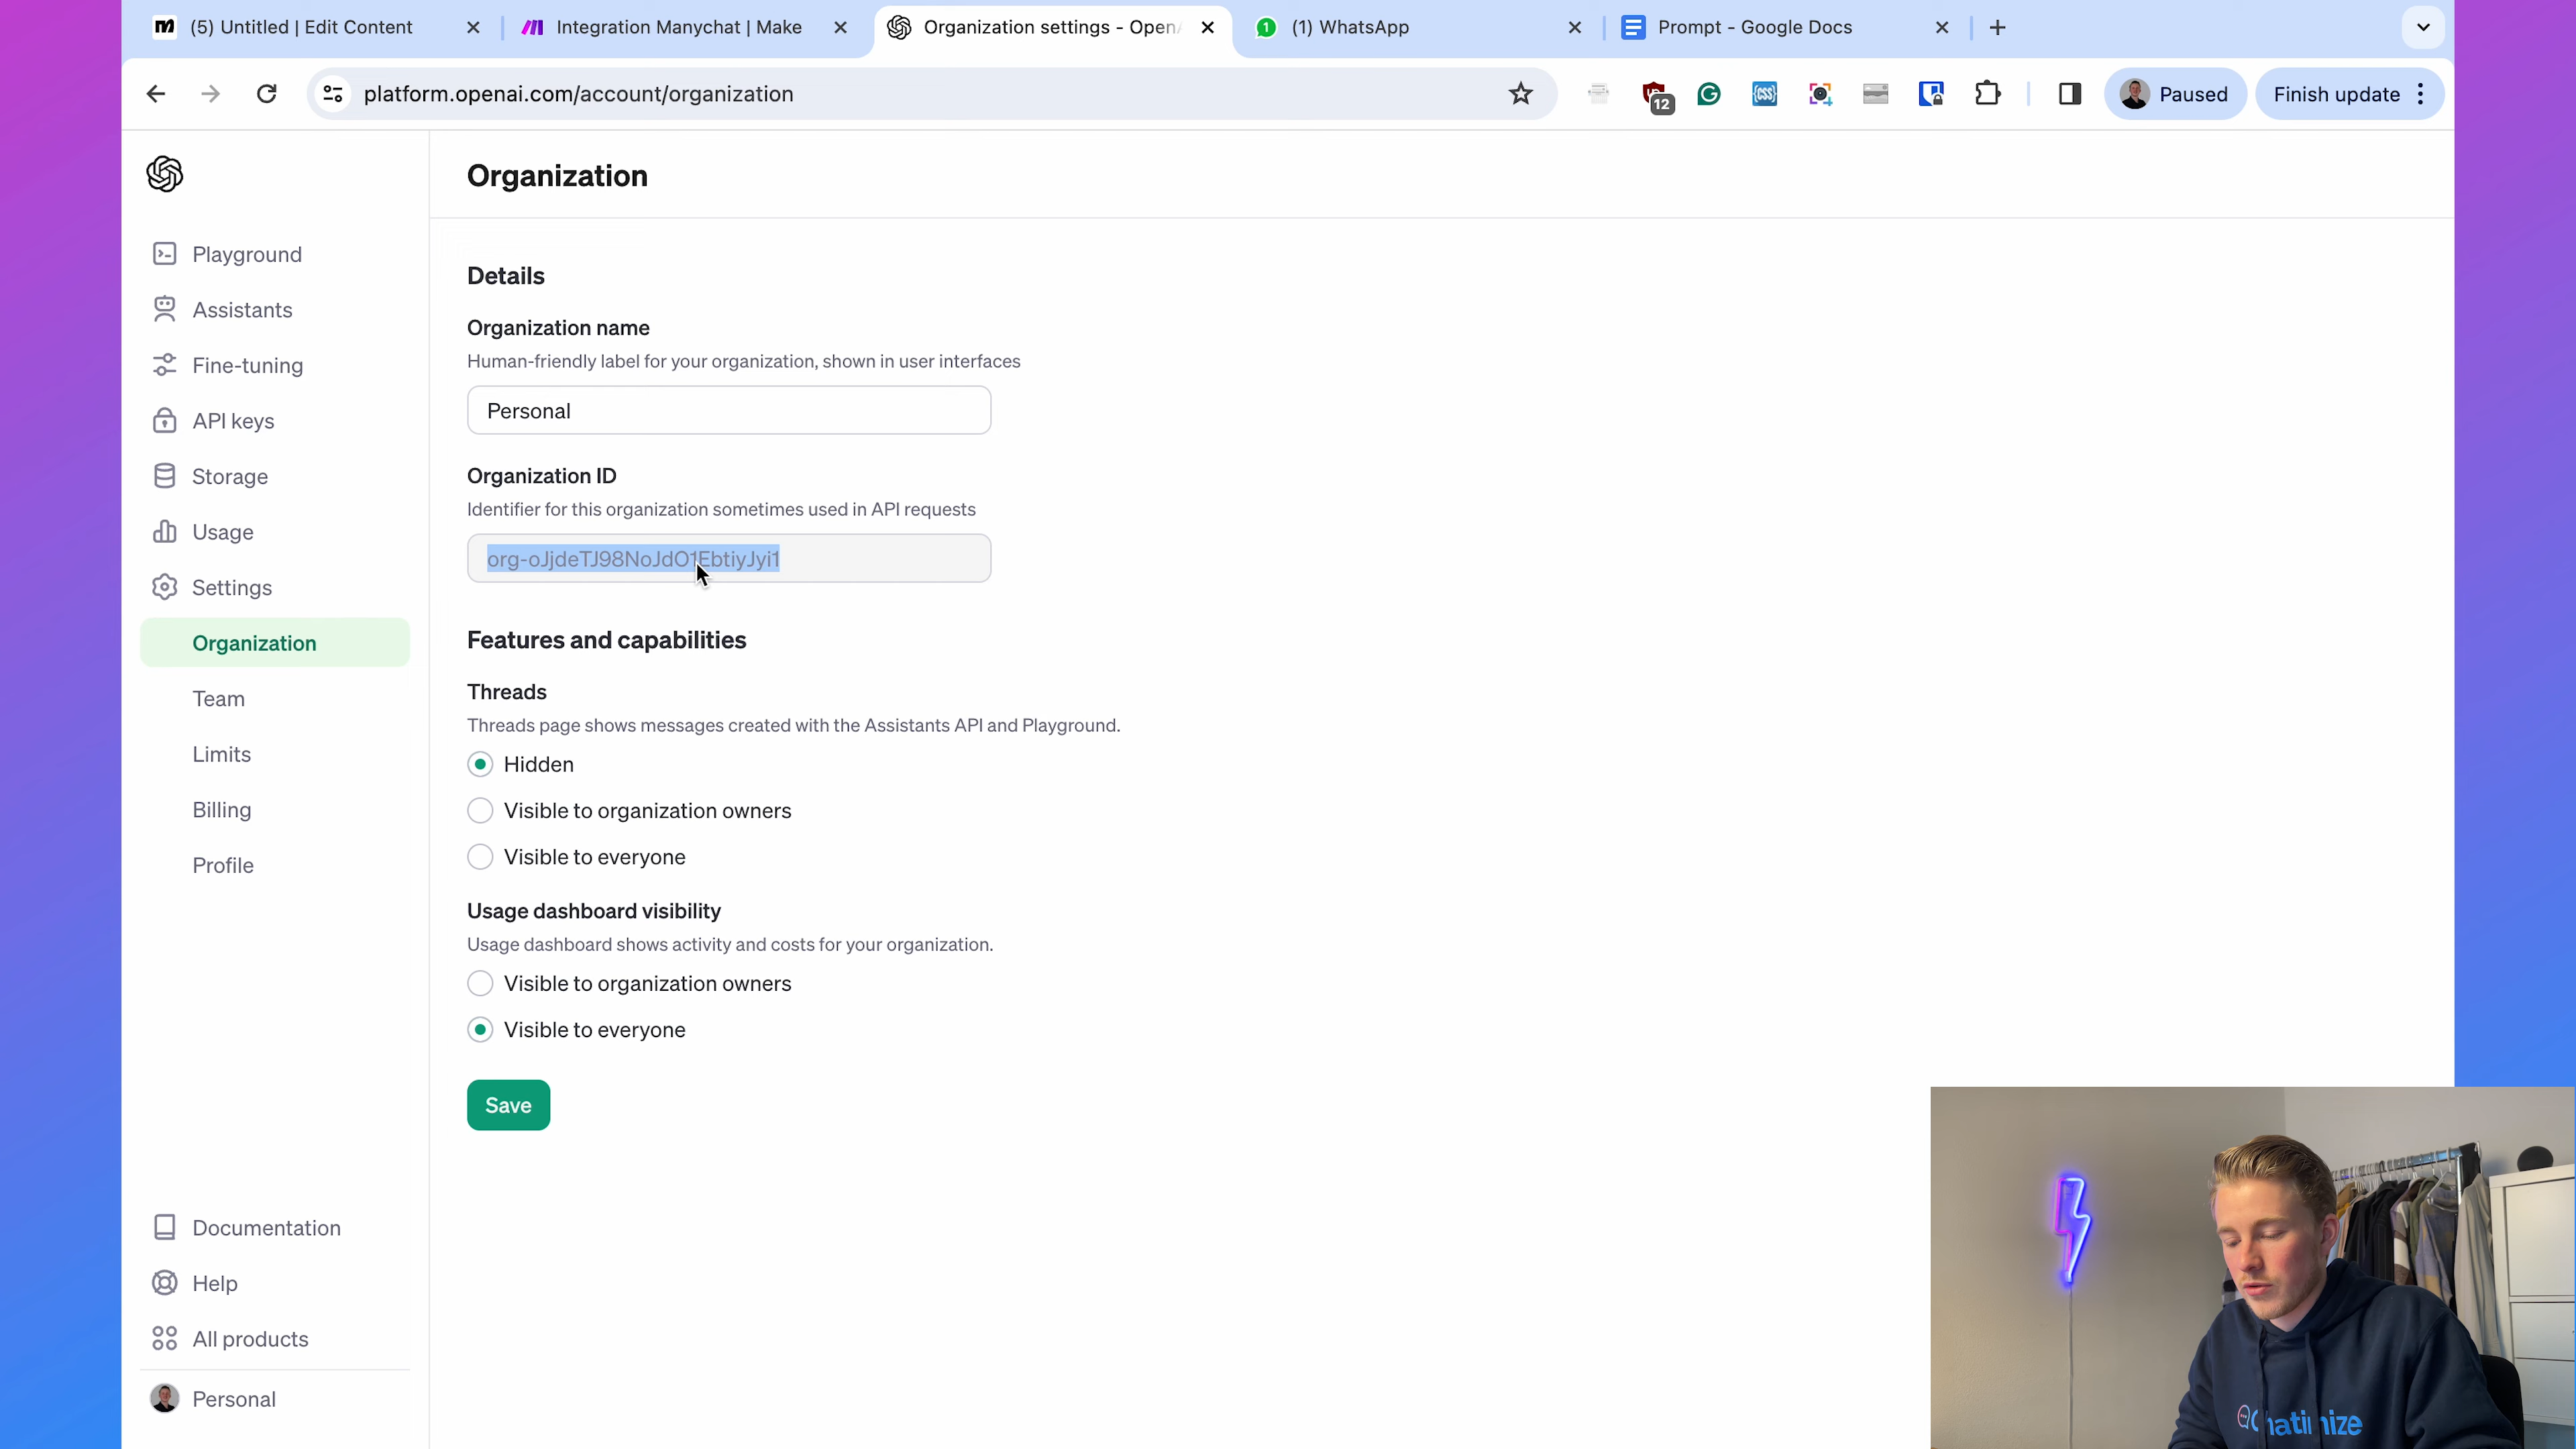 (5) Untitled | Edit Content
Integration Manychat | Make
Organization settings - Open
1
(1) WhatsApp
Prompt - Google Docs
platform.openai.com/account/organization
12
{CSS}
Paused
Finish update
Organization
Playground
Assistants
Fine-tuning
API keys
Storage
Usage
Settings
Organization
Team
Limits
Billing
Profile
Documentation
Help
All products
Personal
Details
Organization name
Human-friendly label for your organization, shown in user interfaces
Personal
Organization ID
Identifier for this organization sometimes used in API requests
org-oJjdeTJ98NoJdO1EbtiyJyi1
Features and capabilities
Threads
Threads page shows messages created with the Assistants API and Playground.
Hidden
Visible to organization owners
Visible to everyone
Usage dashboard visibility
Usage dashboard shows activity and costs for your organization.
Visible to organization owners
Visible to everyone
Save
Chatimize